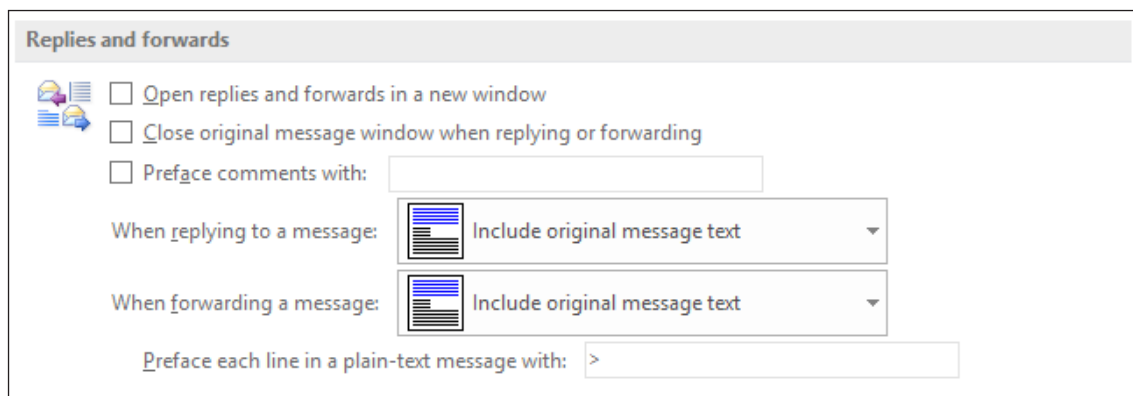 Replies and forwards
Open replies and forwards in a new window
Close original message window when replying or forwarding
Preface comments with:
When replying to a message: Include original message text
When forwarding a message: Include original message text
Preface each line in a plain-text message with: >